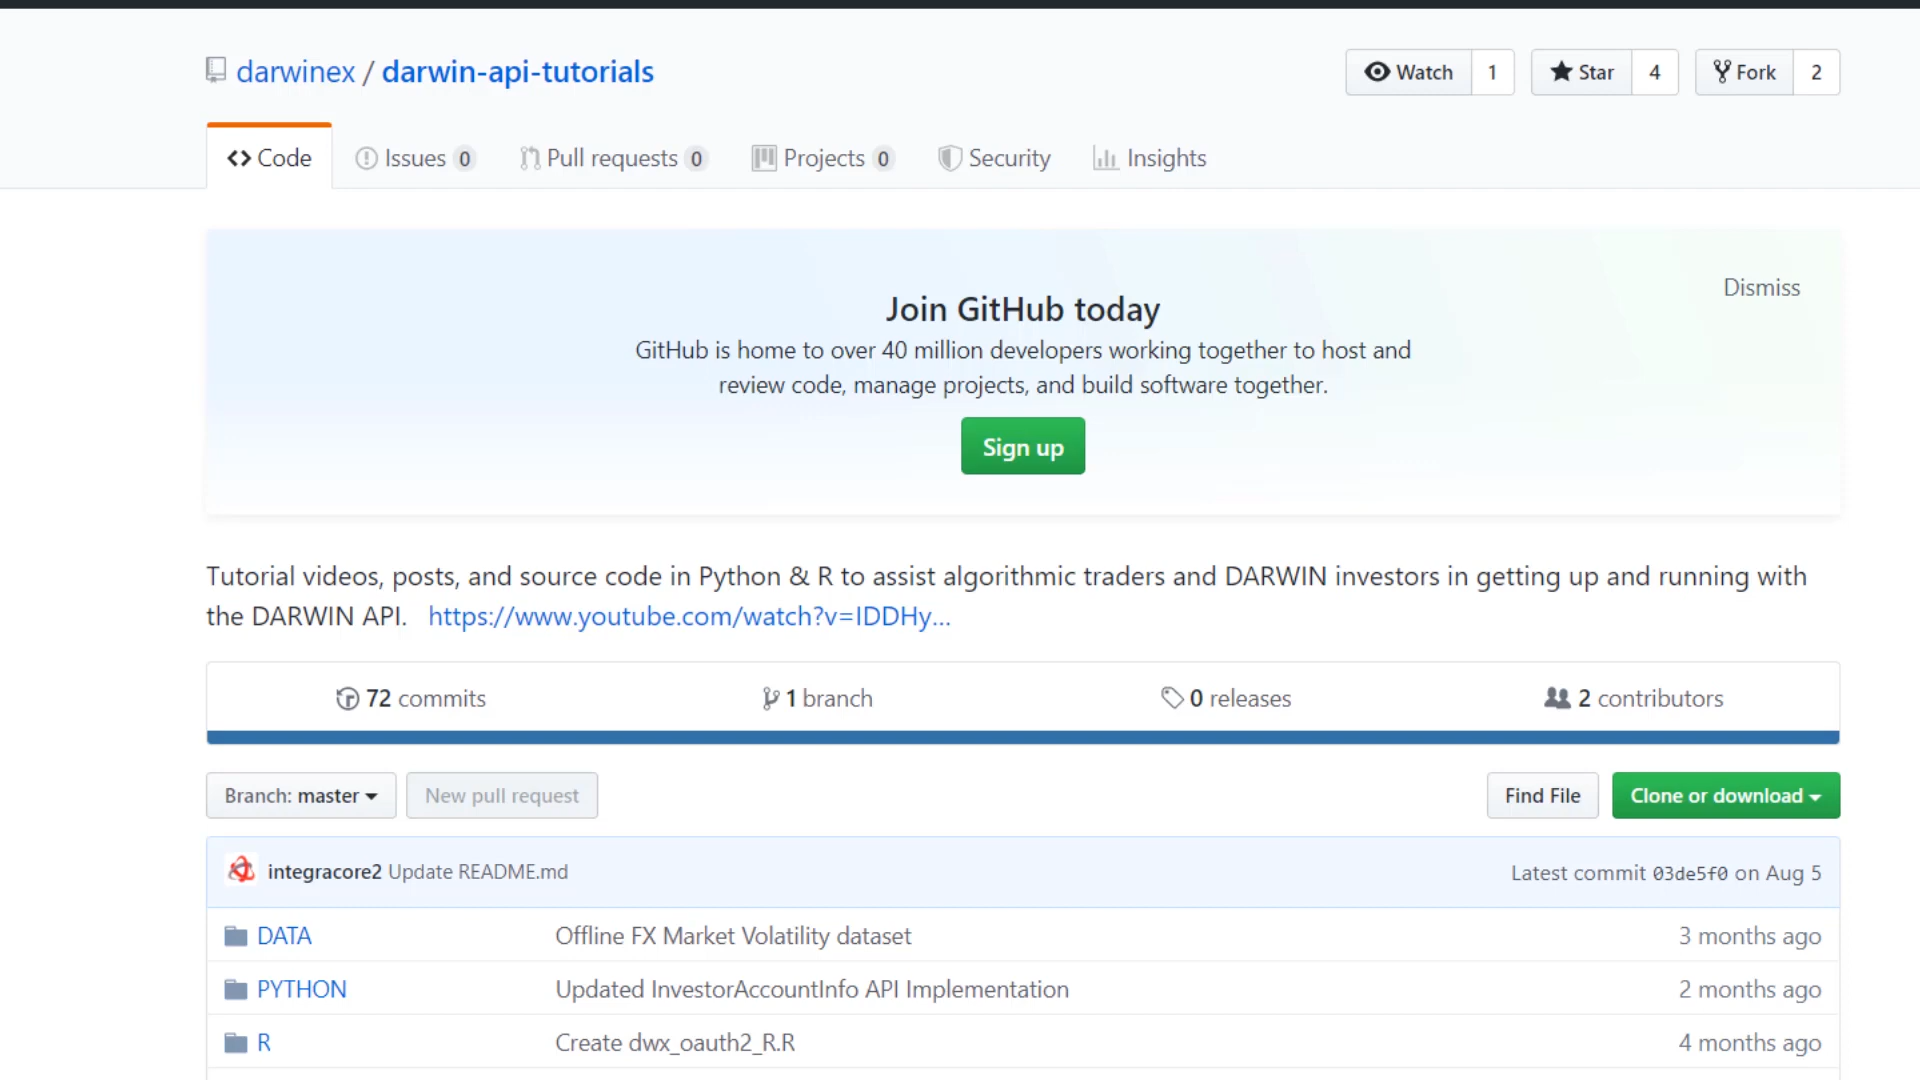 darwinex / darwin-api-tutorials
Watch 1 Star 4 Fork 2
Code Issues 0 Pull requests 0 Projects 0 Security Insights
Dismiss
Join GitHub today
GitHub is home to over 40 million developers working together to host and
review code, manage projects, and build software together.
Sign up
Tutorial videos, posts, and source code in Python & R to assist algorithmic traders and DARWIN investors in getting up and running with
the DARWIN API. https://www.youtube.com/watch?v=IDDHy...
72 commits 1 branch 0 releases 2 contributors
Branch: master New pull request Find File Clone or download
integracore2 Update README.md Latest commit 03de5f0 on Aug 5
DATA Offline FX Market Volatility dataset 3 months ago
PYTHON Updated InvestorAccountInfo API Implementation 2 months ago
R Create dwx_oauth2_R.R 4 months ago